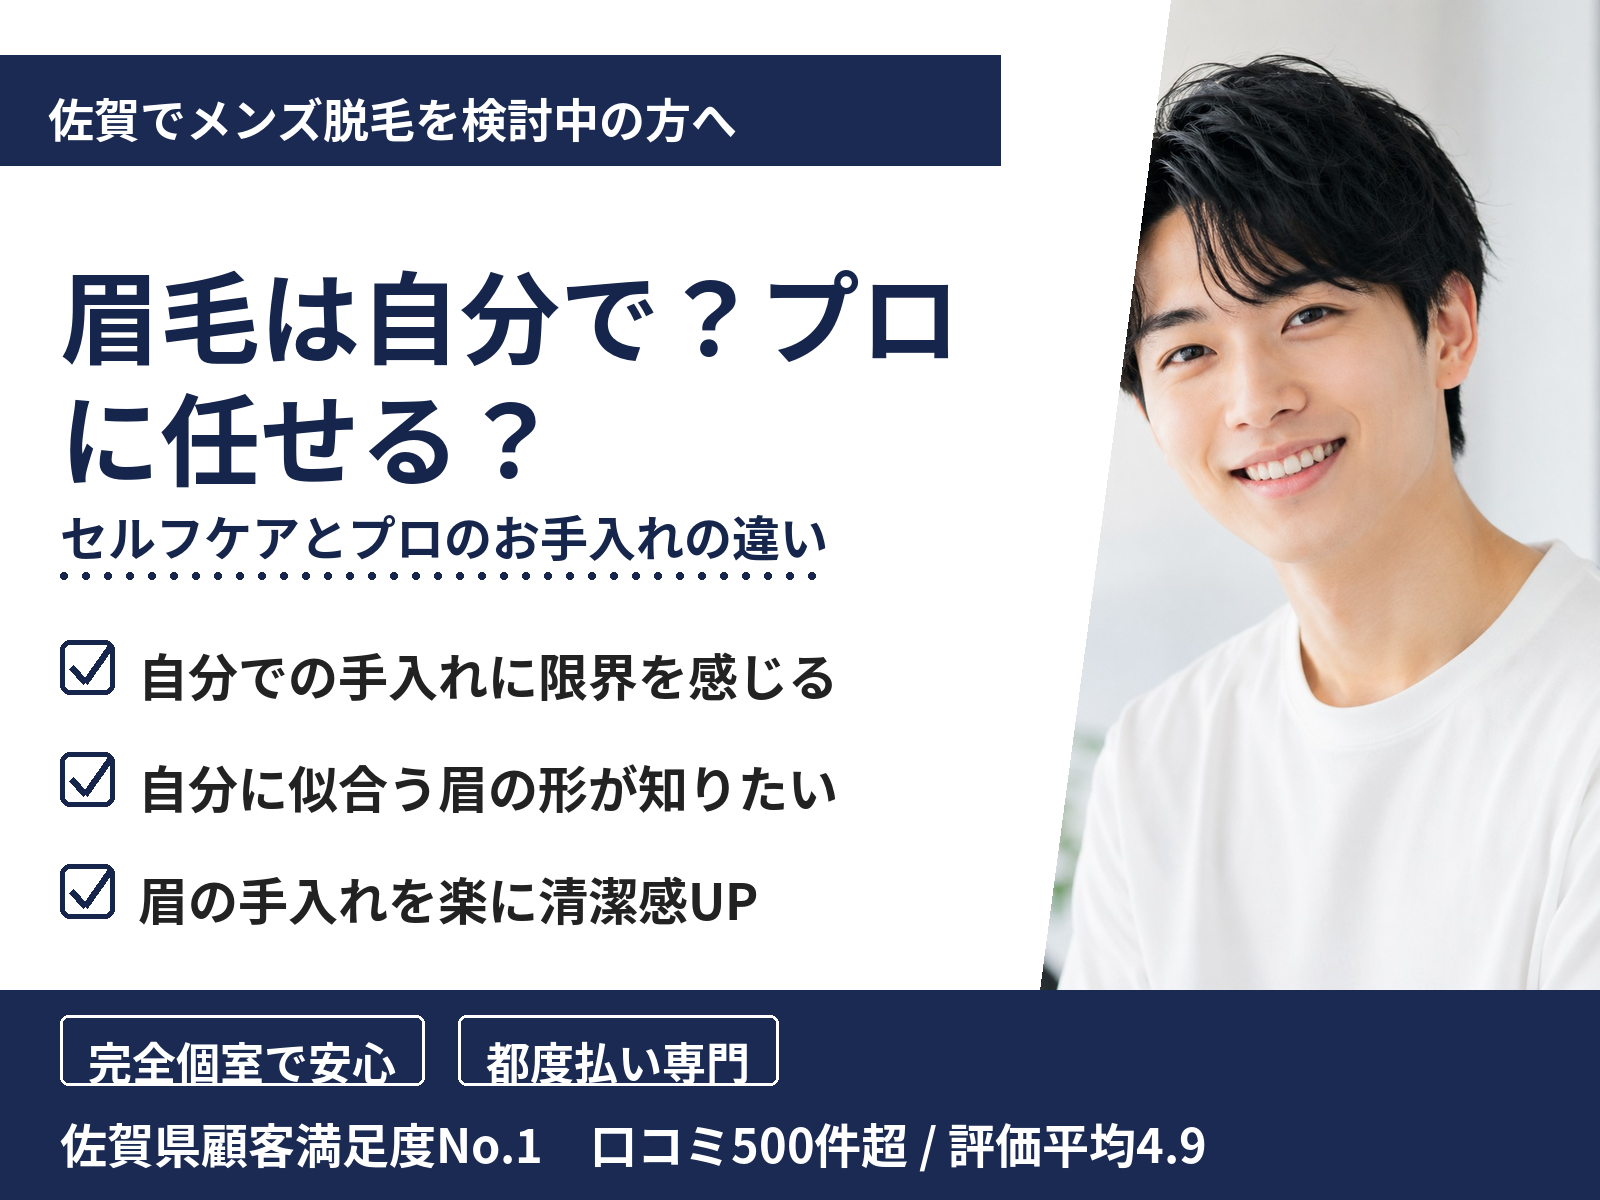 佐賀でメンズ脱毛を検討中の方へ
眉毛は自分で？プロ
に任せる？
セルフケアとプロのお手入れの違い
自分での手入れに限界を感じる
自分に似合う眉の形が知りたい
眉の手入れを楽に清潔感UP
完全個室で安心　都度払い専門
佐賀県顧客満足度No.1　口コミ500件超 / 評価平均4.9